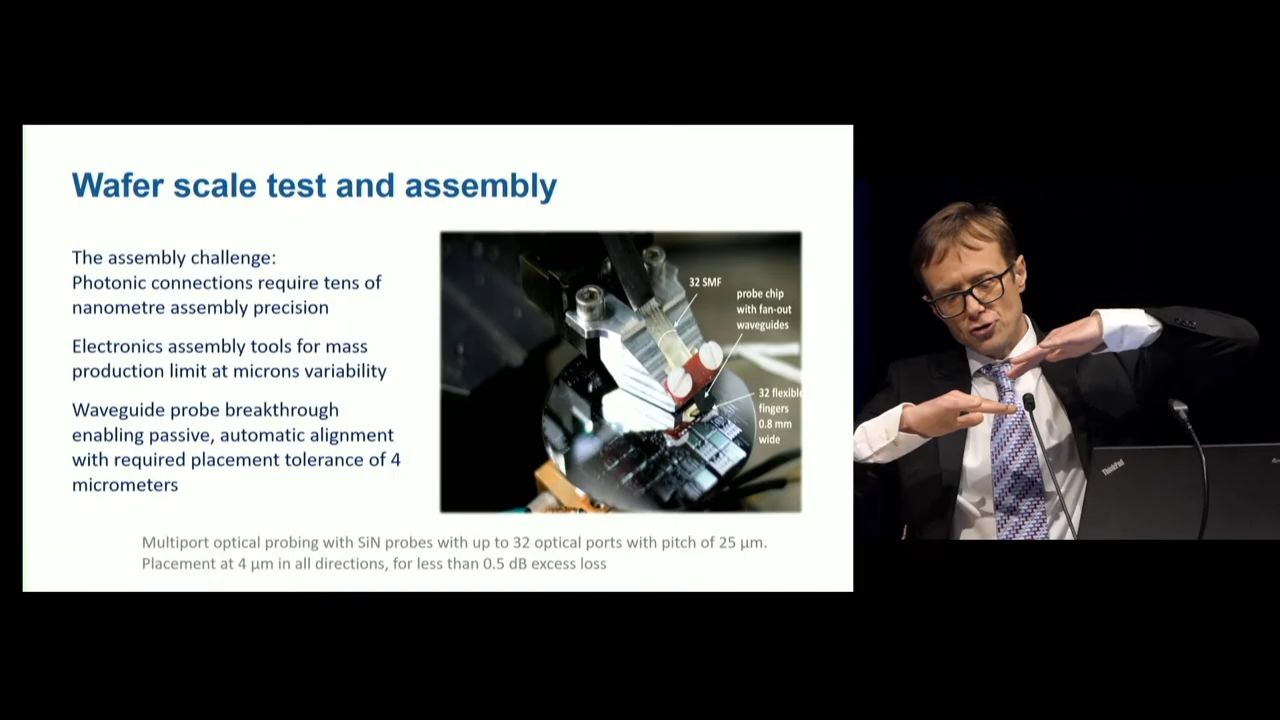 Wafer scale test and assembly
The assembly challenge:
Photonic connections require tens of
nanometre assembly precision
Electronics assembly tools for mass
production limit at microns variability
Waveguide probe breakthrough
enabling passive, automatic alignment
with required placement tolerance of 4
micrometers
32 SMF
probe chip
with fan-out
waveguides
32 flexible
fingers
0.8 mm
wide
Multiport optical probing with SiN probes with up to 32 optical ports with pitch of 25 µm.
Placement at 4 µm in all directions, for less than 0.5 dB excess loss
ThinkPad